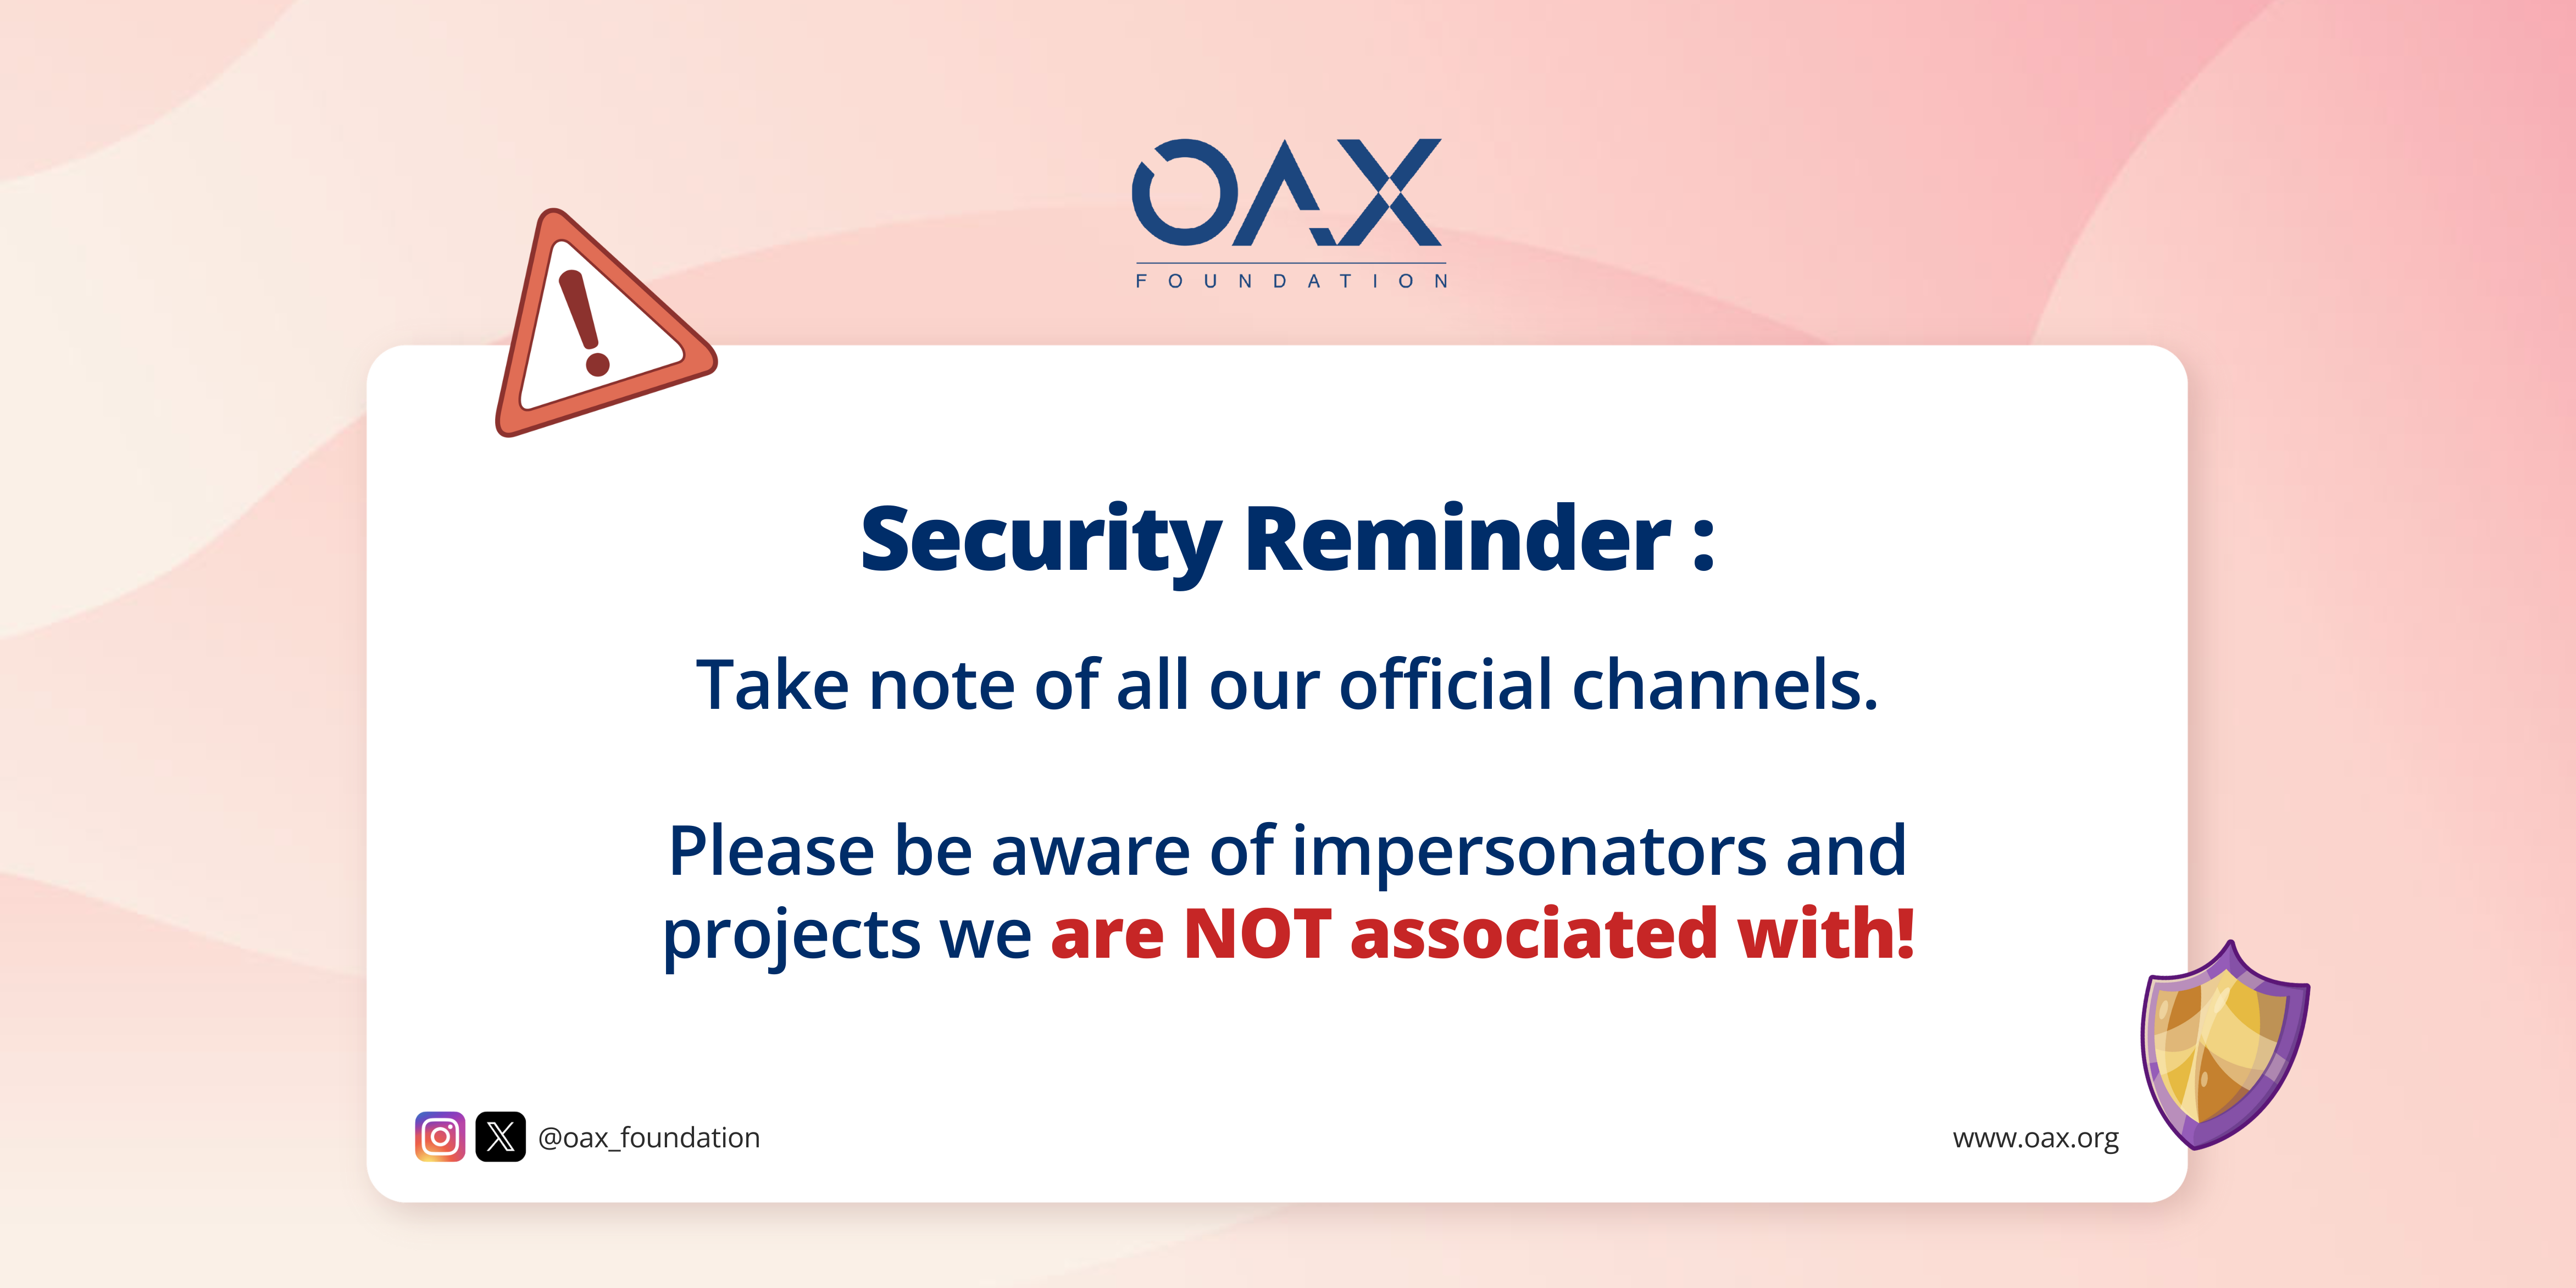 OAX
FOUNDATION
Security Reminder :
Take note of all our official channels.
Please be aware of impersonators and
projects we are NOT associated with!
@oax_foundation
www.oax.org